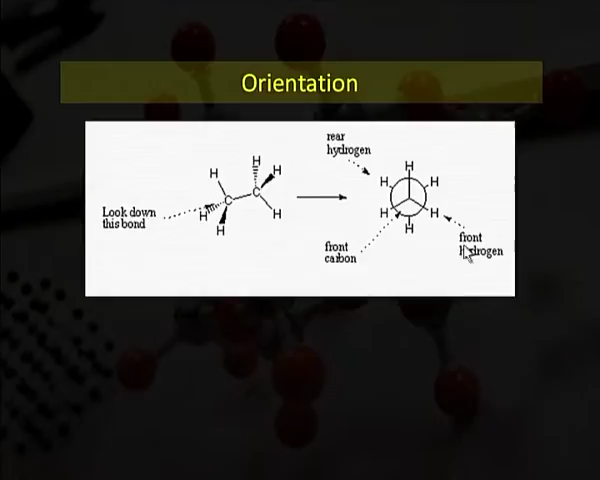 Orientation
rear
hydrogen
H
H
H
H
H
H
H
C
C
Look down
this bond
H
H
H
H
H
H
H
front
carbon
front
hydrogen